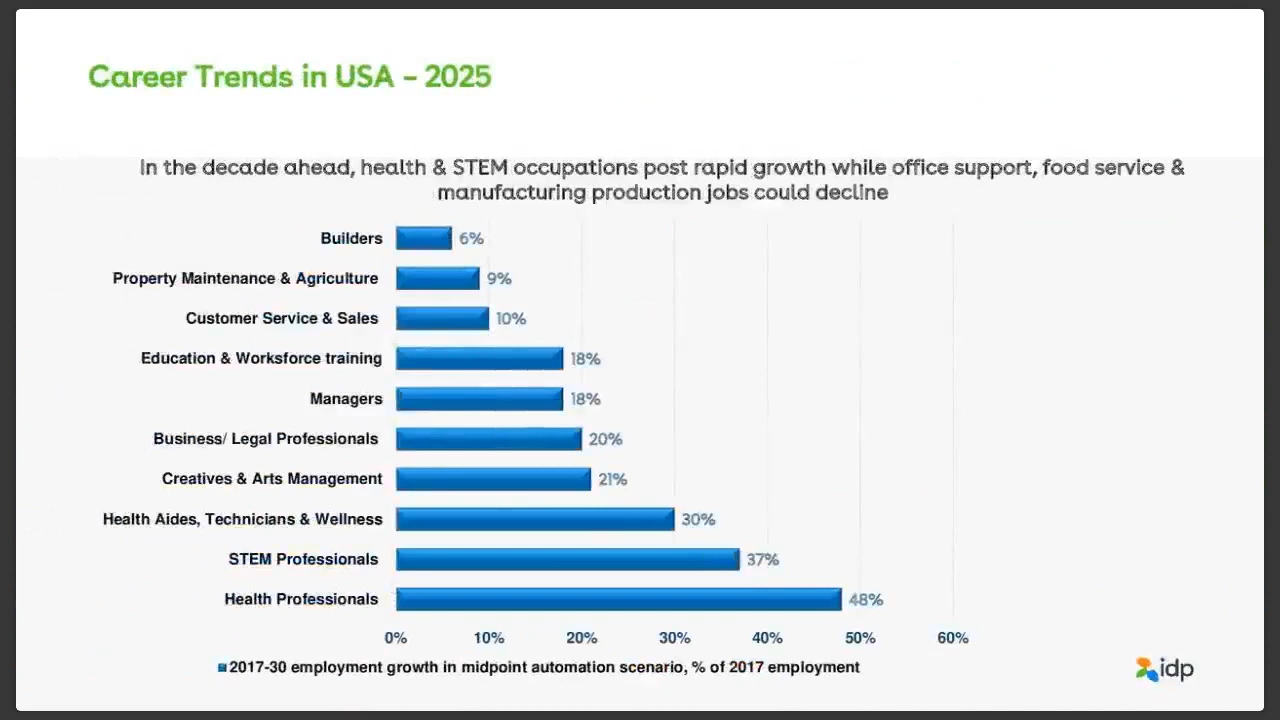 Career Trends in USA – 2025
In the decade ahead, health & STEM occupations post rapid growth while office support, food service &
manufacturing production jobs could decline
Builders 6%
Property Maintenance & Agriculture 9%
Customer Service & Sales 10%
Education & Worksforce training 18%
Managers 18%
Business/ Legal Professionals 20%
Creatives & Arts Management 21%
Health Aides, Technicians & Wellness 30%
STEM Professionals 37%
Health Professionals 48%
0% 10% 20% 30% 40% 50% 60%
2017-30 employment growth in midpoint automation scenario, % of 2017 employment
idp